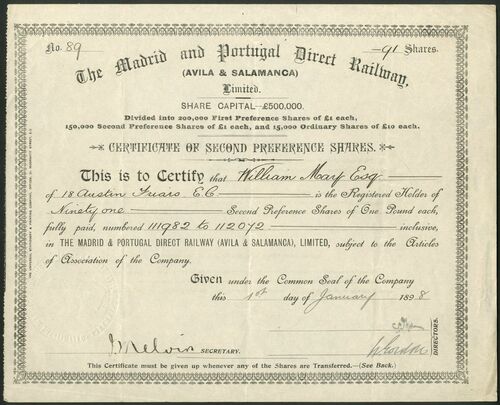 No. 89 —91 Shares.
The Madrid and Portugal Direct Railway,
(AVILA & SALAMANCA)
Limited.
SHARE CAPITAL—£500,000.
Divided into 200,000 First Preference Shares of £1 each,
150,000 Second Preference Shares of £1 each, and 15,000 Ordinary Shares of £10 each.
CERTIFICATE OF SECOND PREFERENCE SHARES.
This is to Certify that William May Esq
of 18 Austin Friars E.C is the Registered Holder of
Ninety one Second Preference Shares of One Pound each,
fully paid, numbered 111982 to 112072 inclusive,
in THE MADRID & PORTUGAL DIRECT RAILWAY (AVILA & SALAMANCA), LIMITED, subject to the Articles
of Association of the Company.
Given under the Common Seal of the Company
this 1st day of January 1898
SECRETARY.
DIRECTORS.
This Certificate must be given up whenever any of the Shares are Transferred.—(See Back.)